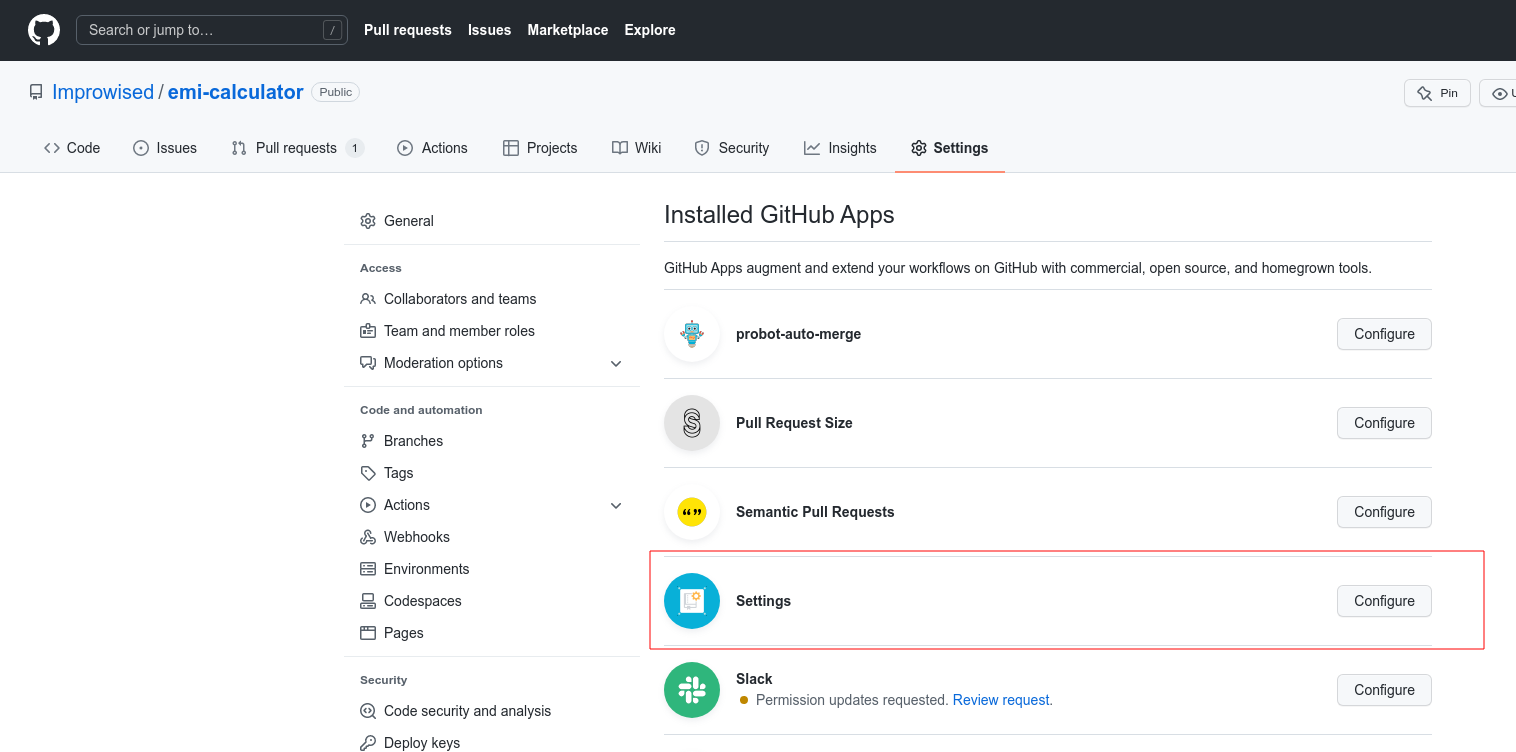 Search or jump to… /
Pull requests Issues Marketplace Explore
Improwised / emi-calculator Public
Pin
Code Issues Pull requests 1 Actions Projects Wiki Security Insights Settings
General
Access
Collaborators and teams
Team and member roles
Moderation options
Code and automation
Branches
Tags
Actions
Webhooks
Environments
Codespaces
Pages
Security
Code security and analysis
Deploy keys
Installed GitHub Apps
GitHub Apps augment and extend your workflows on GitHub with commercial, open source, and homegrown tools.
probot-auto-merge Configure
Pull Request Size Configure
Semantic Pull Requests Configure
Settings Configure
Slack
Permission updates requested. Review request.
Configure